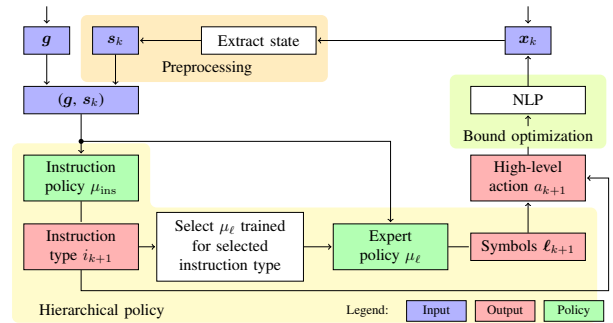 g
s_k
Extract state
x_k
Preprocessing
(g, s_k)
NLP
Bound optimization
Instruction
policy μ_ins
High-level
action a_{k+1}
Instruction
type i_{k+1}
Select μ_ℓ trained
for selected
instruction type
Expert
policy μ_ℓ
Symbols ℓ_{k+1}
Hierarchical policy
Legend:
Input
Output
Policy